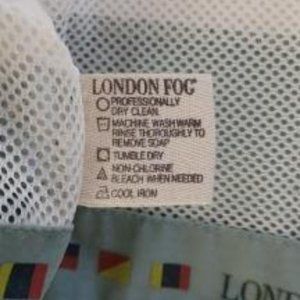 LONDON FOG®
PROFESSIONALLY
DRY CLEAN
MACHINE WASH WARM
RINSE THOROUGHLY TO
REMOVE SOAP
TUMBLE DRY
NON-CHLORINE
BLEACH WHEN NEEDED
COOL IRON
LOND